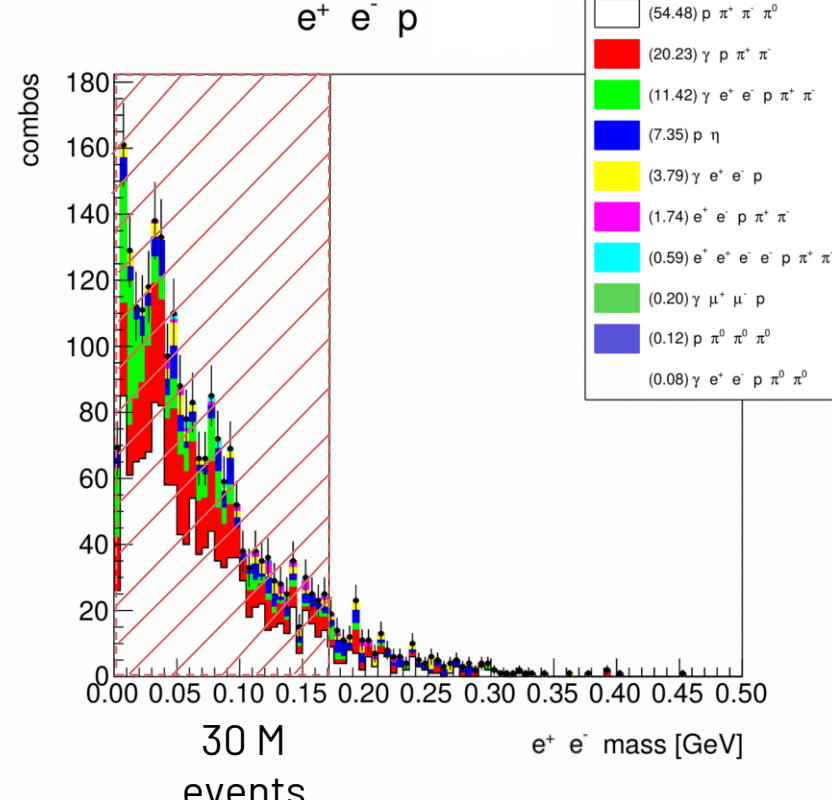 e⁺ e⁻ p
(54.48) p π⁺ π⁻ π⁰
(20.23) γ p π⁺ π⁻
(11.42) γ e⁺ e⁻ p π⁺ π⁻
(7.35) p η
(3.79) γ e⁺ e⁻ p
(1.74) e⁺ e⁻ p π⁺ π⁻
(0.59) e⁺ e⁺ e⁻ e⁻ p π⁺ π⁻
(0.20) γ μ⁺ μ⁻ p
(0.12) p π⁰ π⁰ π⁰
(0.08) γ e⁺ e⁻ p π⁰ π⁰
combos
180
160
140
120
100
80
60
40
20
0
0.00 0.05 0.10 0.15 0.20 0.25 0.30 0.35 0.40 0.45 0.50
e⁺ e⁻ mass [GeV]
30 M
events